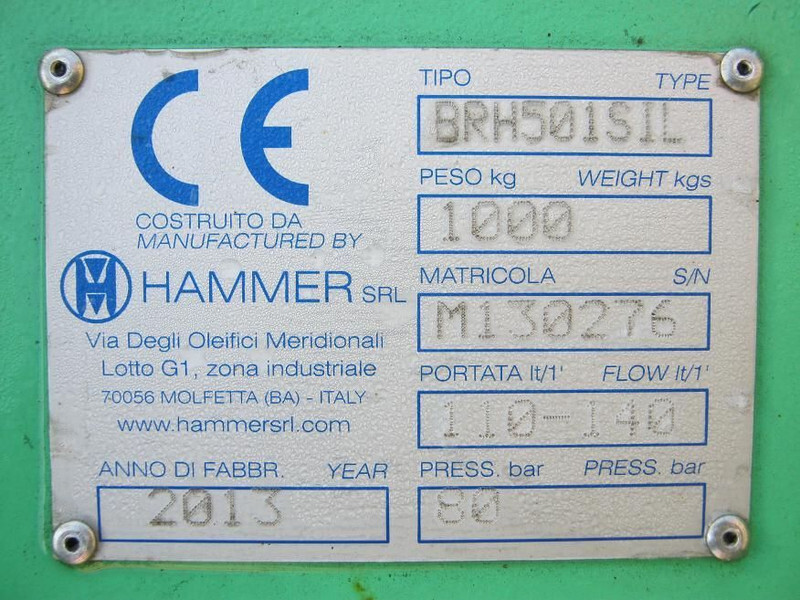 CE
COSTRUITO DA
MANUFACTURED BY
H HAMMER SRL
Via Degli Oleifici Meridionali
Lotto G1, zona industriale
70056 MOLFETTA (BA) - ITALY
www.hammersrl.com
ANNO DI FABBR. YEAR
2013
TIPO TYPE
BRH501SIL
PESO kg WEIGHT kgs
1000
MATRICOLA S/N
M130276
PORTATA lt/1' FLOW lt/1'
110-140
PRESS. bar PRESS. bar
80